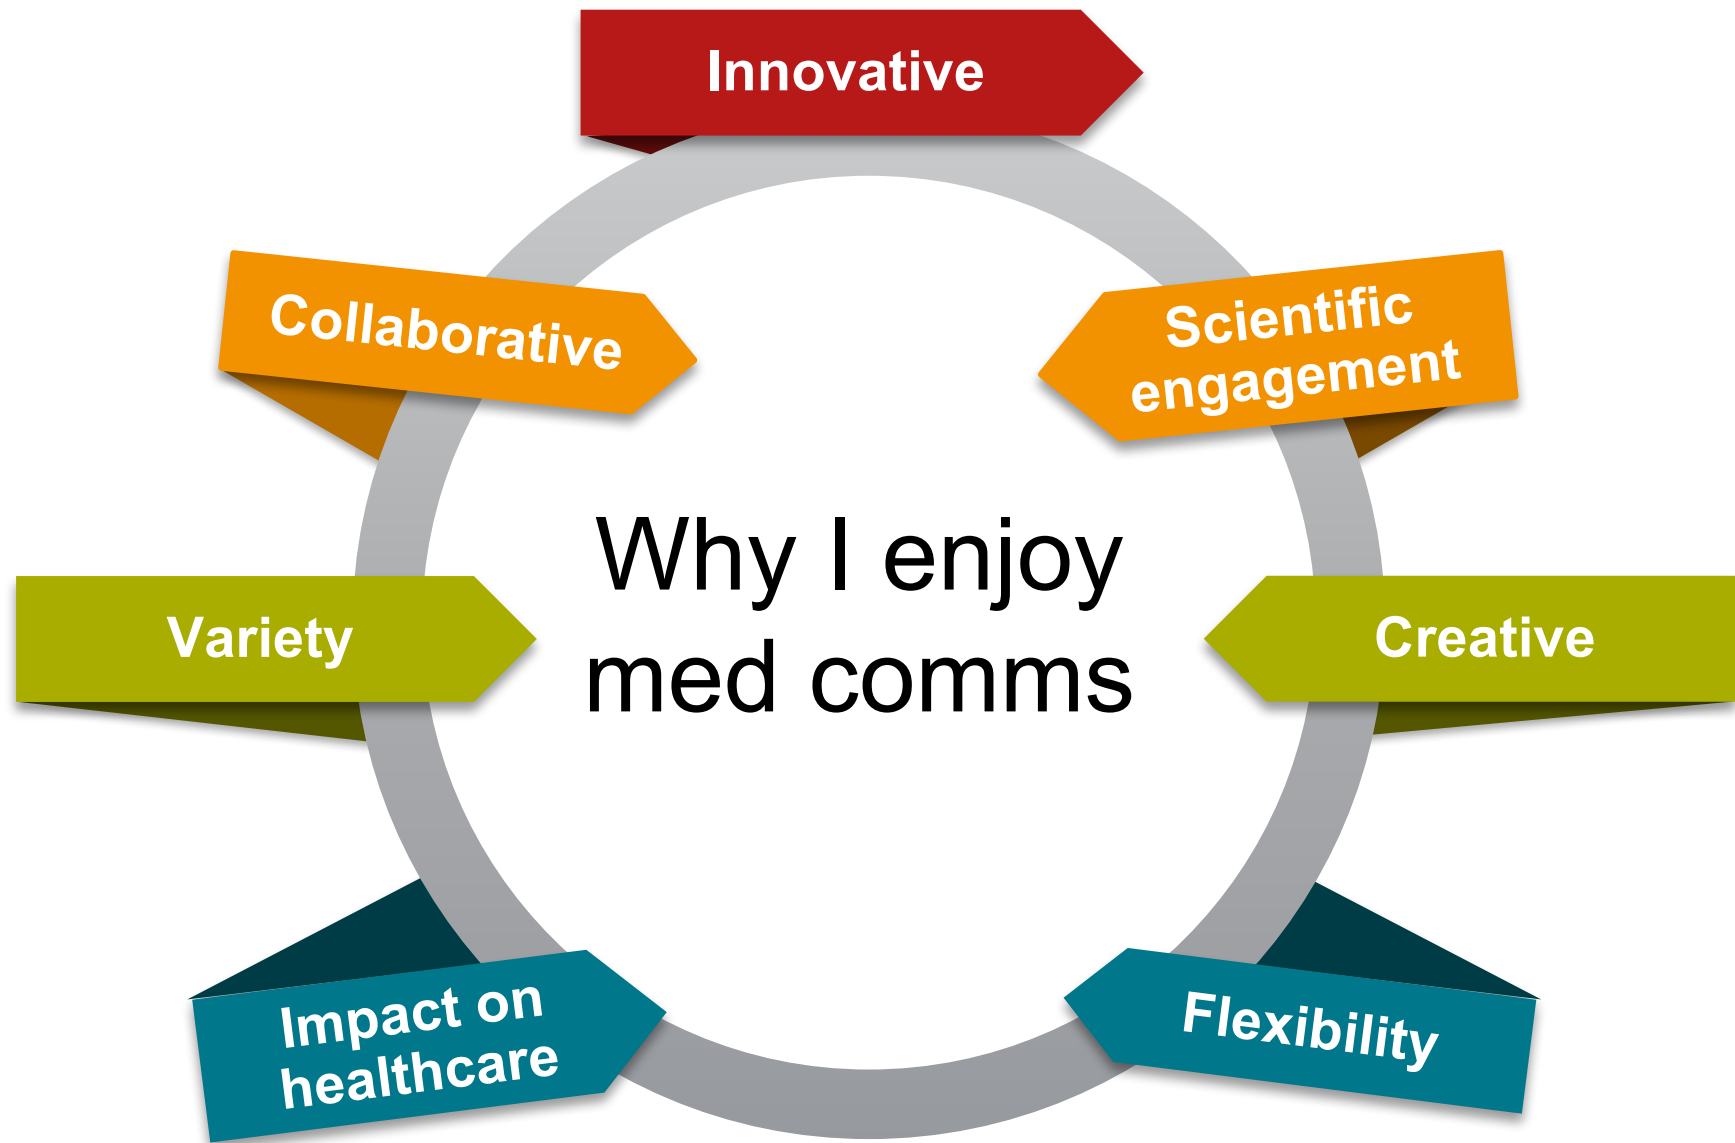 Innovative
Collaborative
Scientific
engagement
Why I enjoy
med comms
Variety
Creative
Impact on
healthcare
Flexibility